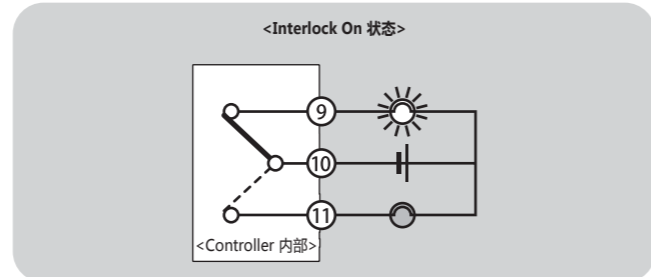 <Interlock On 状态>
9
10
11
<Controller 内部>